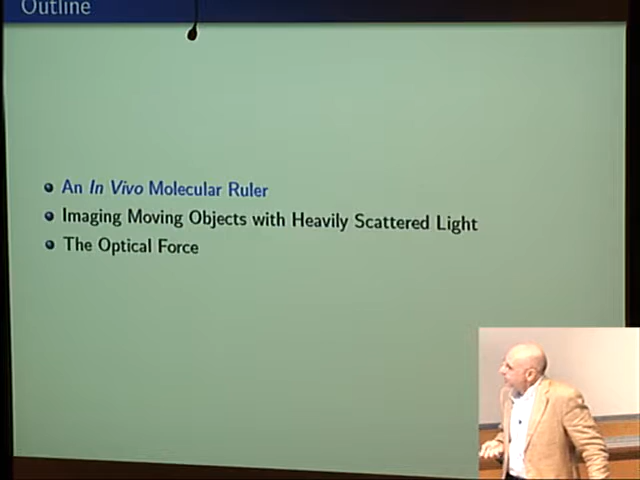 Outline
An In Vivo Molecular Ruler
Imaging Moving Objects with Heavily Scattered Light
The Optical Force